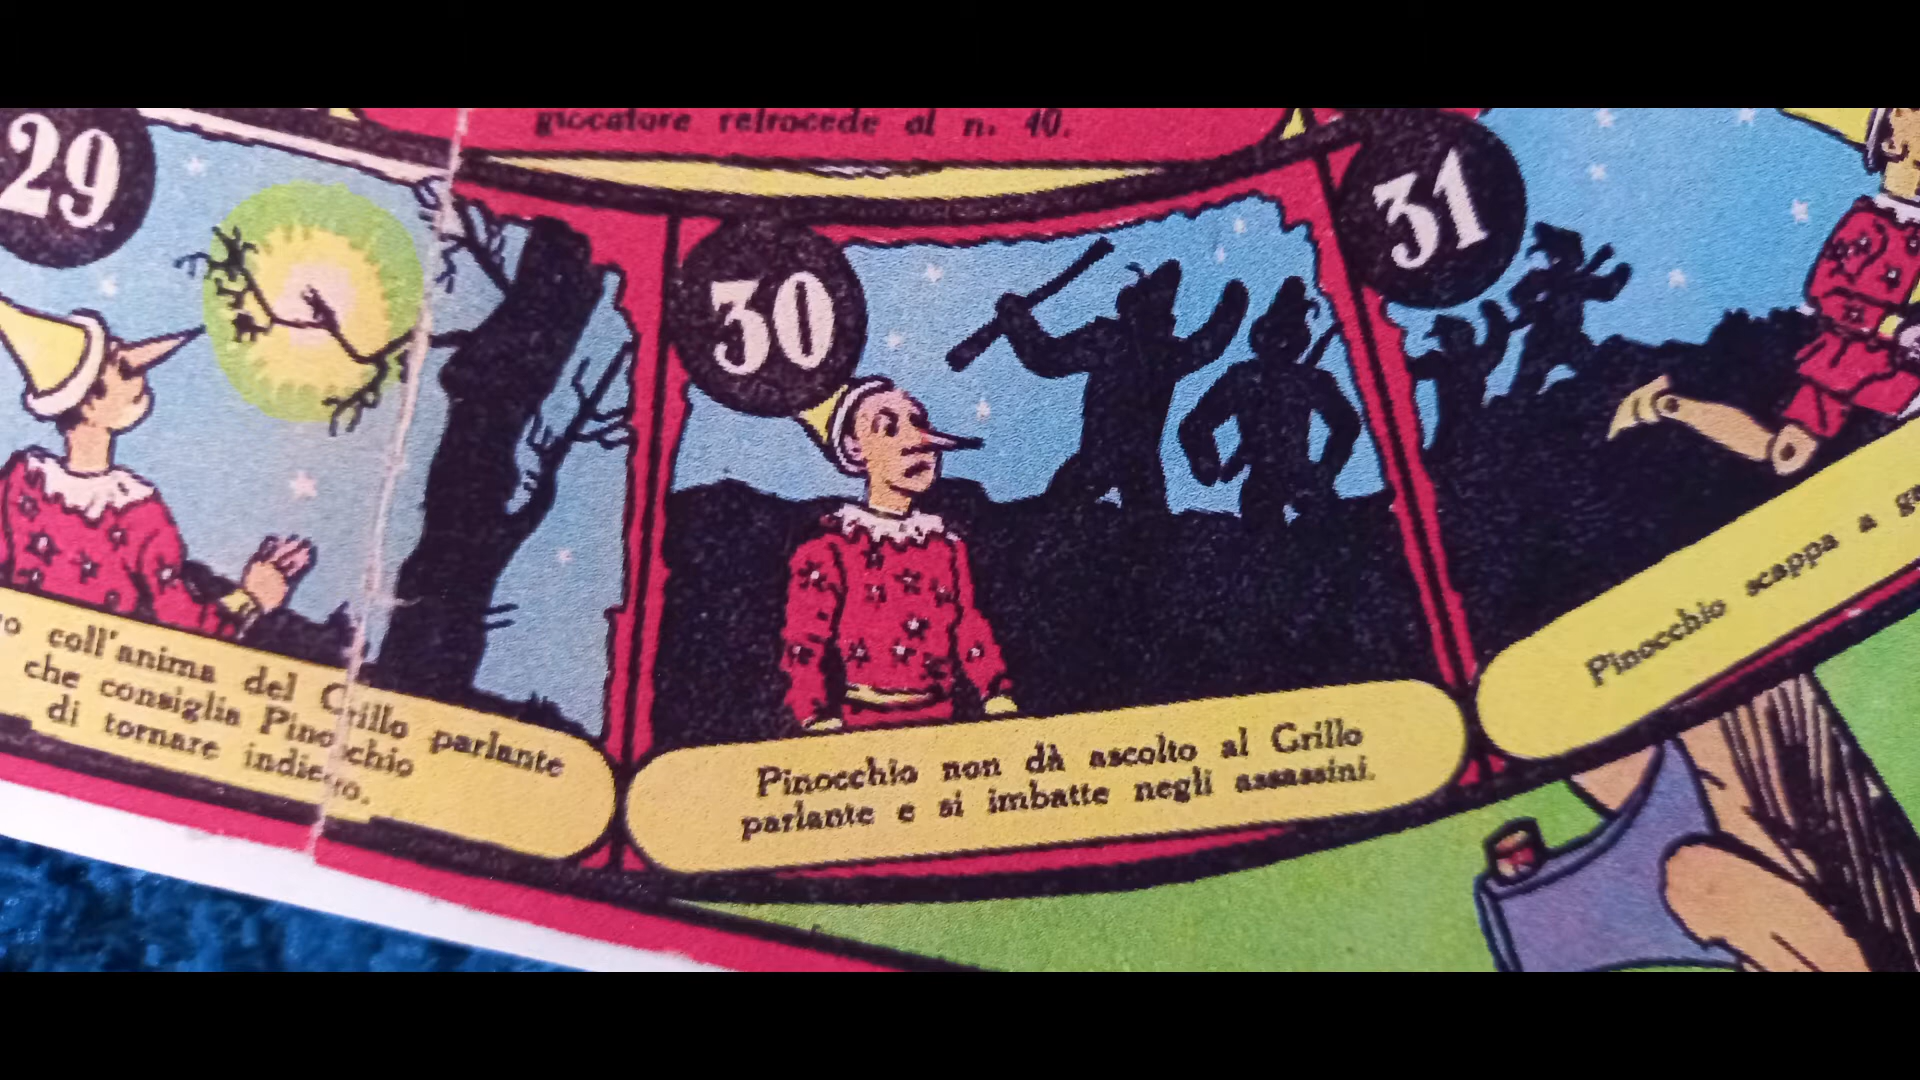 giocatore retrocede al n. 40.
29
coll'anima del Grillo parlante
che consiglia Pinocchio
di tornare indietro.
30
Pinocchio non dà ascolto al Grillo
parlante e si imbatte negli assassini.
31
Pinocchio scappa a